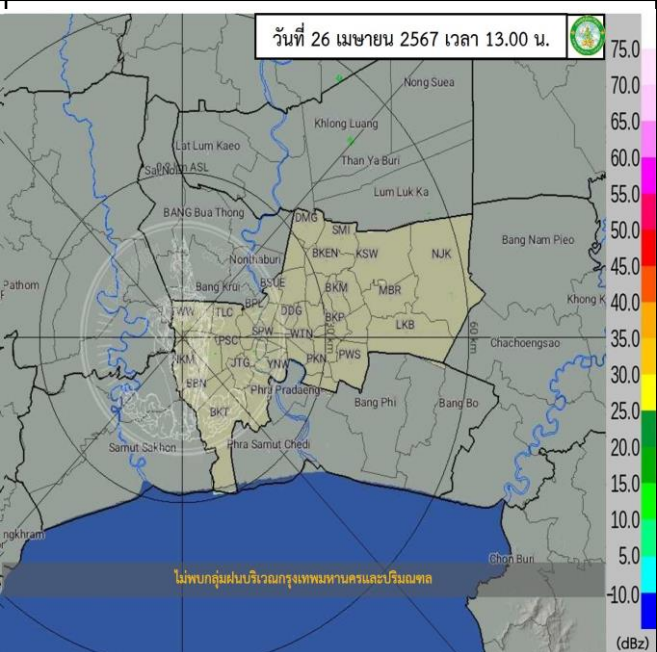 วันที่ 26 เมษายน 2567 เวลา 13.00 น.
75.0
70.0
65.0
60.0
55.0
50.0
45.0
40.0
35.0
30.0
25.0
20.0
15.0
10.0
5.0
-10.0
(dBz)
Nong Suea
Khlong Luang
Lat Lum Kaeo
Than Ya Buri
Lum Luk Ka
BANG Bua Thong
DMG
SMI
BKEN
KSW
NJK
Bang Nam Pieo
Nonthaburi
Pathom
Bang Krui
BSUE
BKM
MBR
Khong K
BPL
TWW
TLC
DDG
BKP
LKB
SPW
WTN
30 km
60 km
PSC
Chachoengsao
NKM
JTG
YNW
PKN
PWS
BBN
Phra Pradaeng
Bang Phi
Bang Bo
BKT
Samut Sakhon
Phra Samut Chedi
ngkhram
Chon Buri
ไม่พบกลุ่มฝนบริเวณกรุงเทพมหานครและปริมณฑล